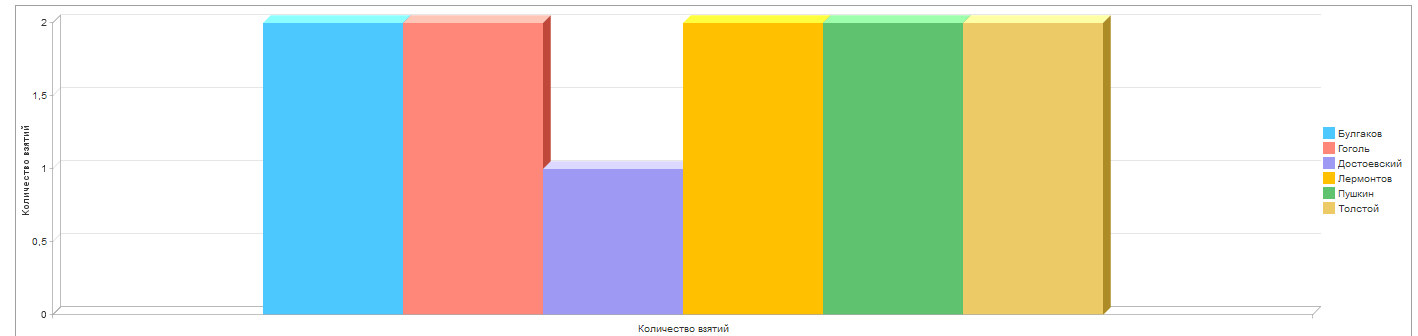 2
1,5
1
0,5
0
Количество взятий
Количество взятий
Булгаков
Гоголь
Достоевский
Лермонтов
Пушкин
Толстой